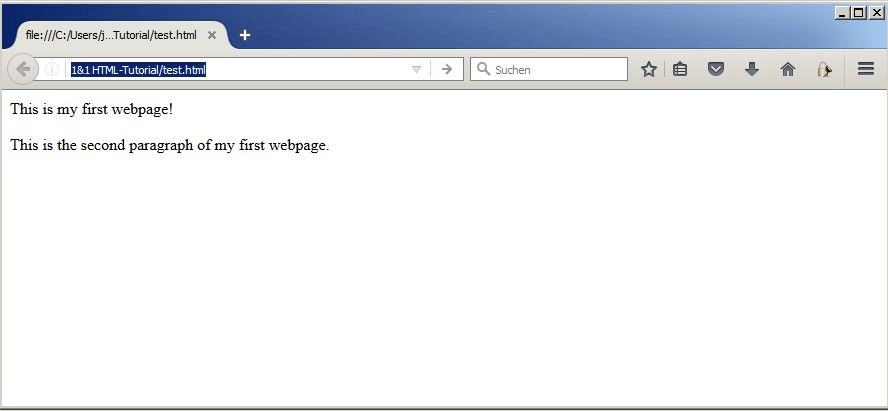 file:///C:/Users/j...Tutorial/test.html
1&1 HTML-Tutorial/test.html
Suchen
This is my first webpage!
This is the second paragraph of my first webpage.